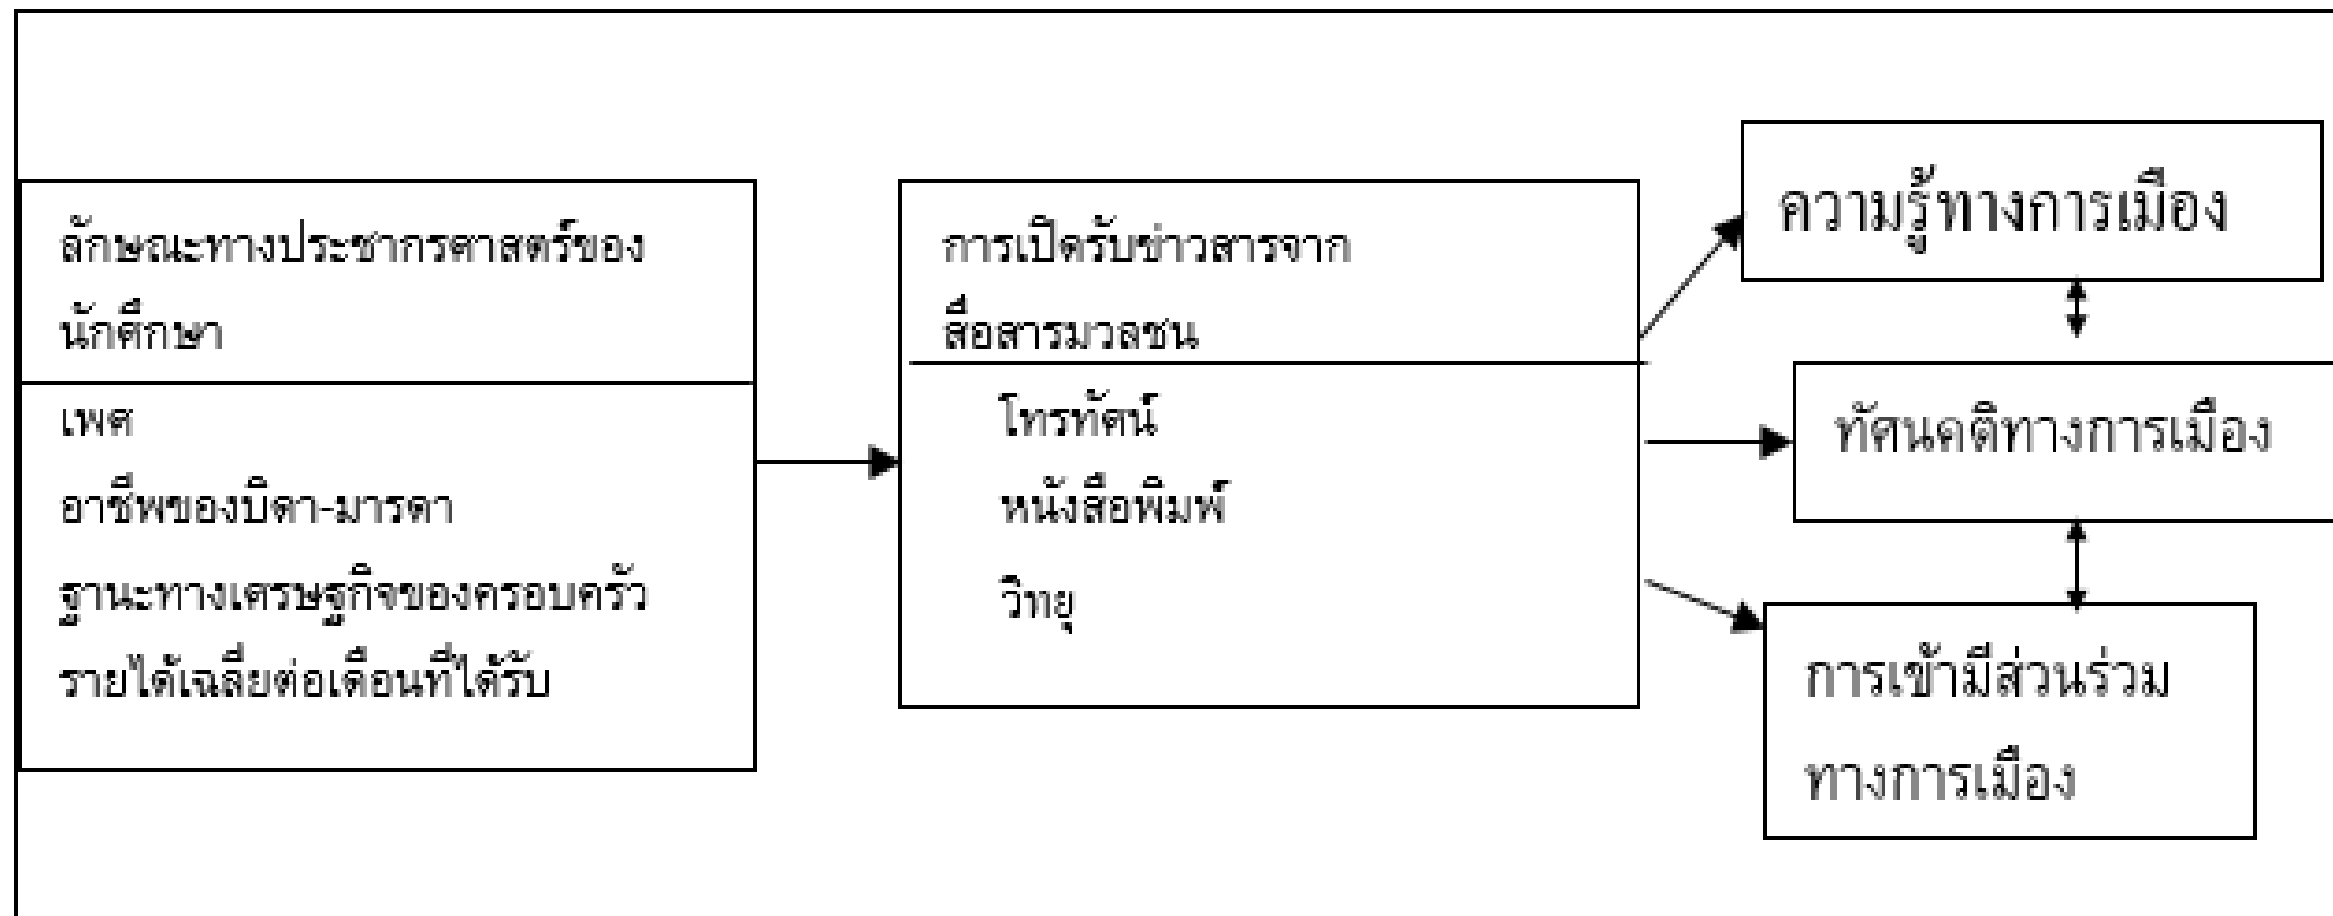 ลักษณะทางประชากรศาสตร์ของ
นักศึกษา
เพศ
อาชีพของบิดา-มารดา
ฐานะทางเศรษฐกิจของครอบครัว
รายได้เฉลี่ยต่อเดือนที่ได้รับ
การเปิดรับข่าวสารจาก
สื่อสารมวลชน
โทรทัศน์
หนังสือพิมพ์
วิทยุ
ความรู้ทางการเมือง
ทัศนคติทางการเมือง
การเข้ามีส่วนร่วม
ทางการเมือง